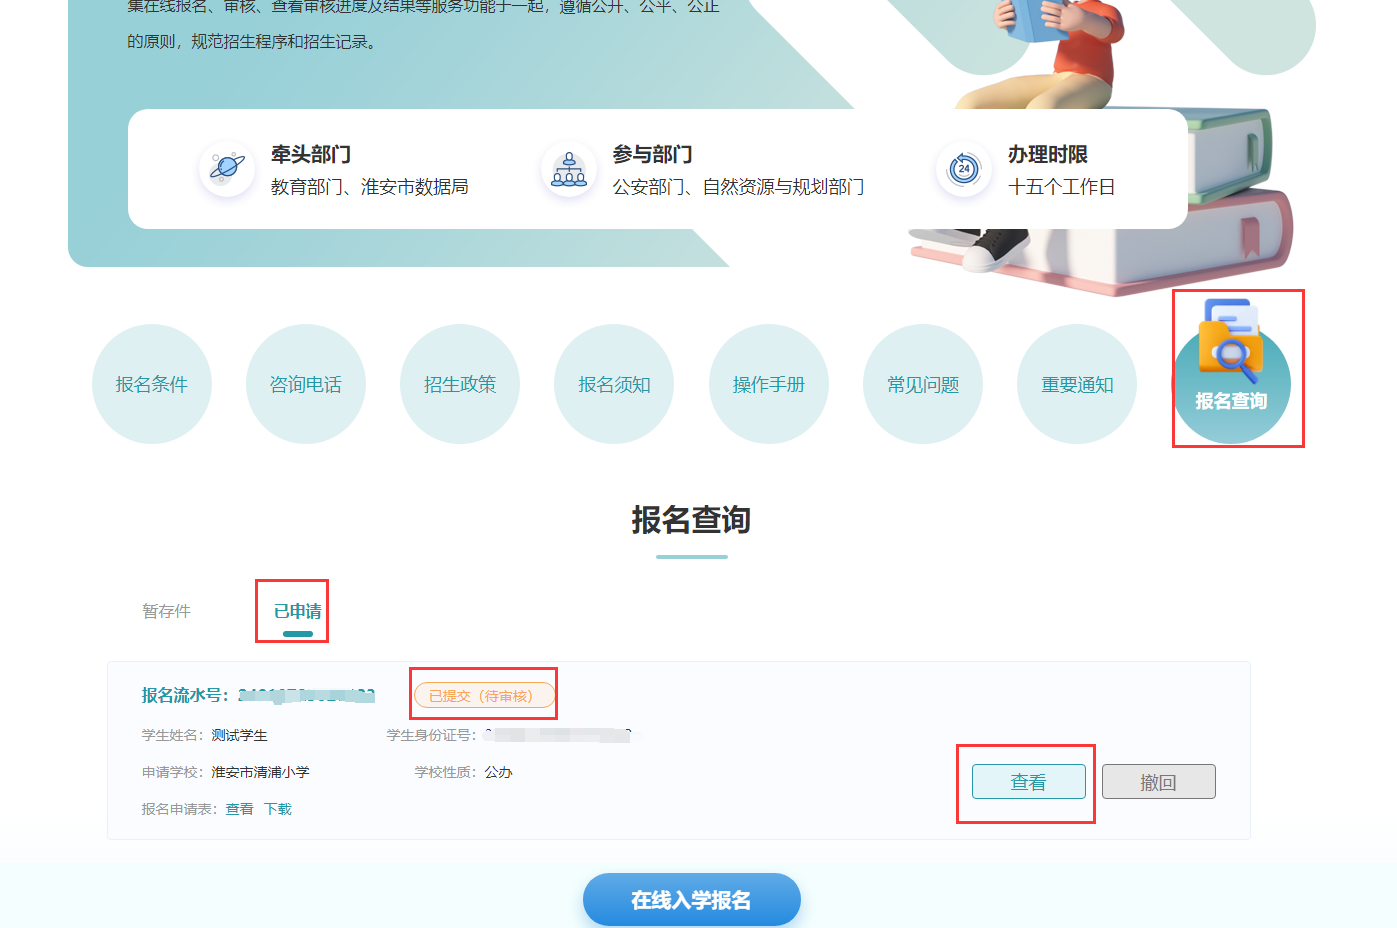 集在线报名、审核、查看审核进度及结果等服务功能于一起，遵循公开、公平、公正
的原则，规范招生程序和招生记录。
牵头部门
教育部门、淮安市数据局
参与部门
公安部门、自然资源与规划部门
24
办理时限
十五个工作日
报名条件
咨询电话
招生政策
报名须知
操作手册
常见问题
重要通知
报名查询
报名查询
暂存件
已申请
报名流水号：
已提交（待审核）
学生姓名：测试学生
学生身份证号：
申请学校：淮安市清浦小学
学校性质：公办
报名申请表：查看 下载
查看
撤回
在线入学报名